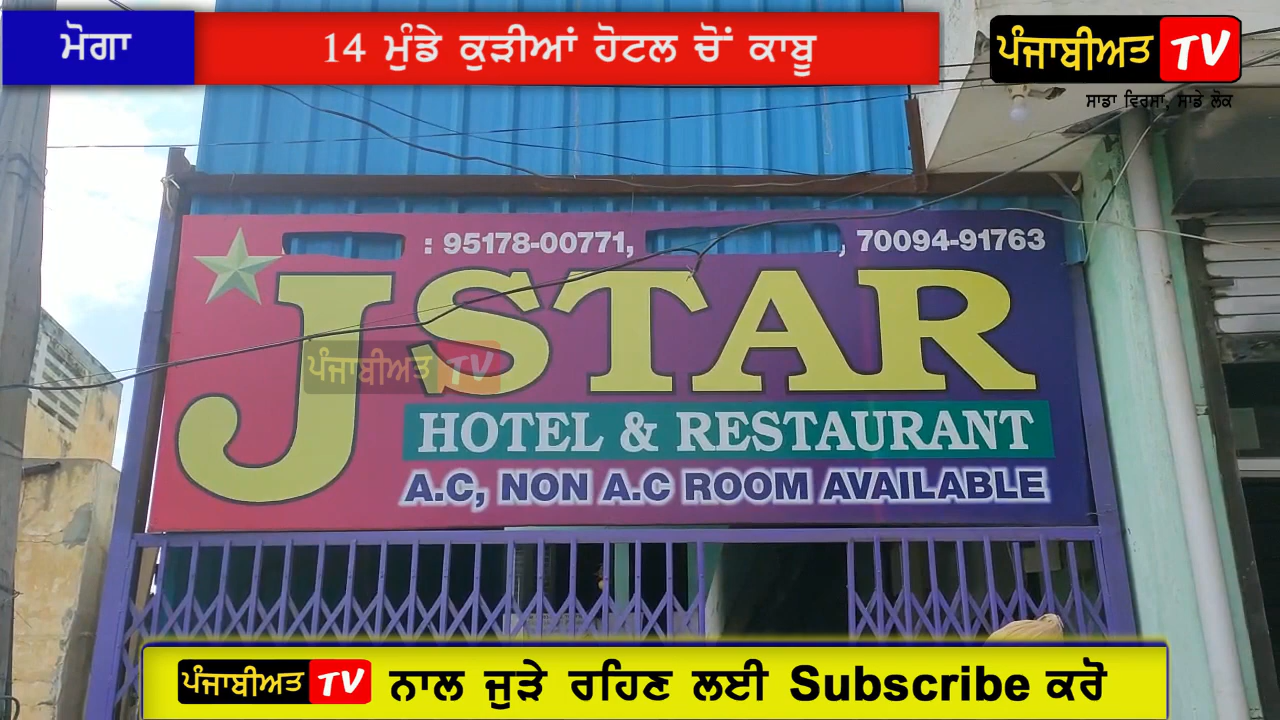 ਮੋਗਾ
14 ਮੁੰਡੇ ਕੁੜੀਆਂ ਹੋਟਲ ਚੋਂ ਕਾਬੂ
ਪੰਜਾਬੀਅਤ TV
ਸਾਡਾ ਵਿਰਸਾ, ਸਾਡੇ ਲੋਕ
: 95178-00771, , 70094-91763
J STAR
ਪੰਜਾਬੀਅਤ TV
HOTEL & RESTAURANT
A.C, NON A.C ROOM AVAILABLE
ਪੰਜਾਬੀਅਤ TV ਨਾਲ ਜੁੜੇ ਰਹਿਣ ਲਈ Subscribe ਕਰੋ